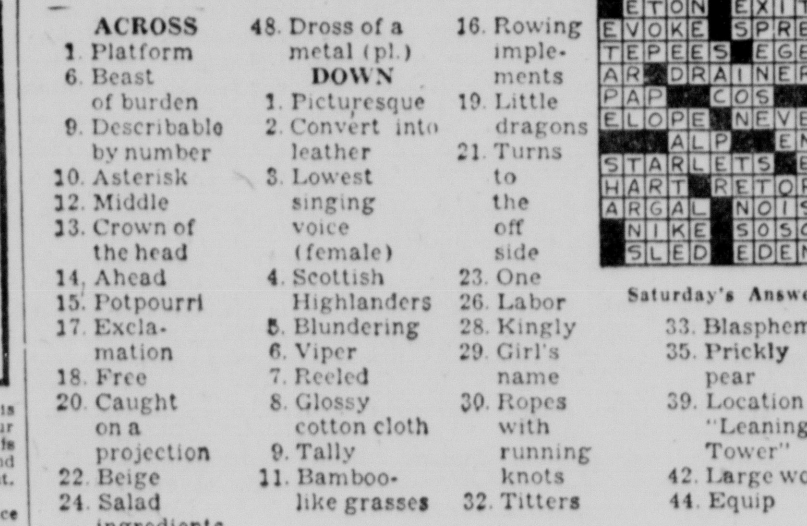 ACROSS
1. Platform
6. Beast
of burden
9. Describable
by number
10. Asterisk
12. Middle
13. Crown of
the head
14. Ahead
15. Potpourri
17. Excla-
mation
18. Free
20. Caught
on a
projection
22. Beige
24. Salad
ingredients
48. Dross of a
metal (pl.)
DOWN
1. Picturesque
2. Convert into
leather
3. Lowest
singing
voice
(female)
4. Scottish
Highlanders
5. Blundering
6. Viper
7. Reeled
8. Glossy
cotton cloth
9. Tally
11. Bamboo-
like grasses
16. Rowing
imple-
ments
19. Little
dragons
21. Turns
to
the
off
side
23. One
26. Labor
28. Kingly
29. Girl's
name
30. Ropes
with
running
knots
32. Titters
ETON EXIT
EVOKE SPRE
TEPEES EGE
AR DRAINER
PAP COS
ELOPE NEVE
ALP EN
STARLETS E
HART RETOR
ARGAL NOIS
NIKE SOSO
SLED EDEN
Saturday's Answe
33. Blasphem
35. Prickly
pear
39. Location
"Leaning
Tower"
42. Large wo
44. Equip